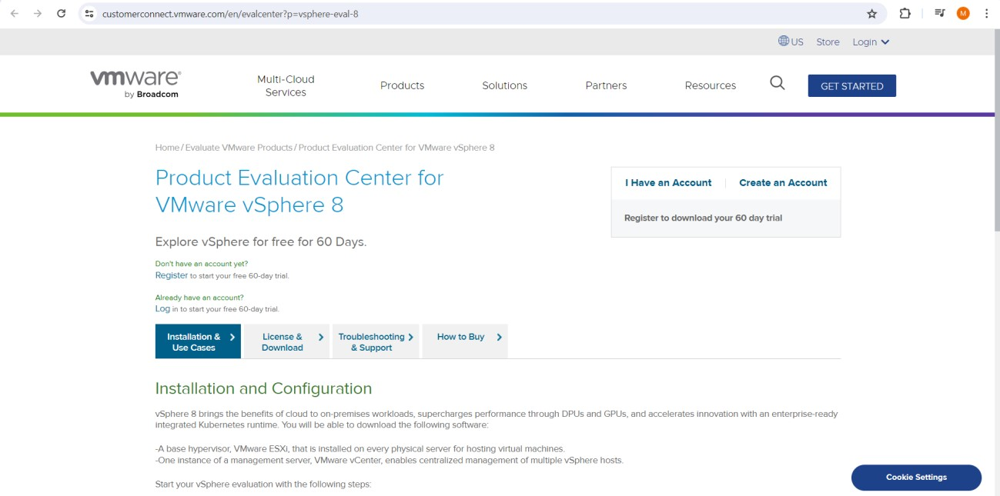 customerconnect.vmware.com/en/evalcenter?p=vsphere-eval-8
M
US Store Login
vmware®
by Broadcom
Multi-Cloud
Services
Products
Solutions
Partners
Resources
GET STARTED
Home / Evaluate VMware Products / Product Evaluation Center for VMware vSphere 8
Product Evaluation Center for
VMware vSphere 8
I Have an Account
Create an Account
Register to download your 60 day trial
Explore vSphere for free for 60 Days.
Don't have an account yet?
Register to start your free 60-day trial.
Already have an account?
Log in to start your free 60-day trial.
Installation &
Use Cases
License &
Download
Troubleshooting
& Support
How to Buy
Installation and Configuration
vSphere 8 brings the benefits of cloud to on-premises workloads, supercharges performance through DPUs and GPUs, and accelerates innovation with an enterprise-ready
integrated Kubernetes runtime. You will be able to download the following software:
-A base hypervisor, VMware ESXi, that is installed on every physical server for hosting virtual machines.
-One instance of a management server, VMware vCenter, enables centralized management of multiple vSphere hosts.
Start your vSphere evaluation with the following steps:
Cookie Settings